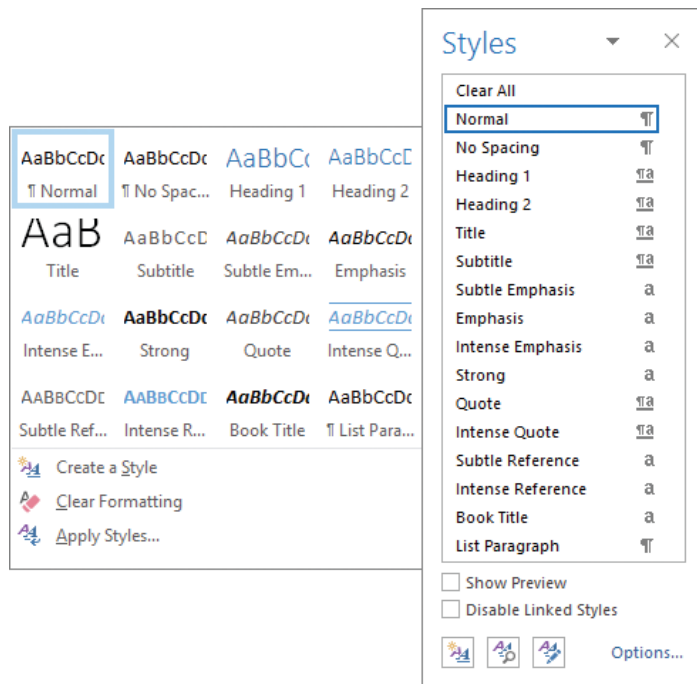 AaBbCcDc AaBbCcDc AaBbCc AaBbCcE
¶ Normal ¶ No Spac... Heading 1 Heading 2
AaB AaBbCcD AaBbCcDc AaBbCcDc
Title Subtitle Subtle Em... Emphasis
AaBbCcDc AaBbCcDc AaBbCcDc AaBbCcDc
Intense E... Strong Quote Intense Q...
AABBCCDE AABBCCDE AaBbCcDc AaBbCcDc
Subtle Ref... Intense R... Book Title ¶ List Para...
Create a Style
Clear Formatting
Apply Styles...
Styles
Clear All
Normal ¶
No Spacing ¶
Heading 1 ¶a
Heading 2 ¶a
Title ¶a
Subtitle ¶a
Subtle Emphasis a
Emphasis a
Intense Emphasis a
Strong a
Quote ¶a
Intense Quote ¶a
Subtle Reference a
Intense Reference a
Book Title a
List Paragraph ¶
Show Preview
Disable Linked Styles
Options...